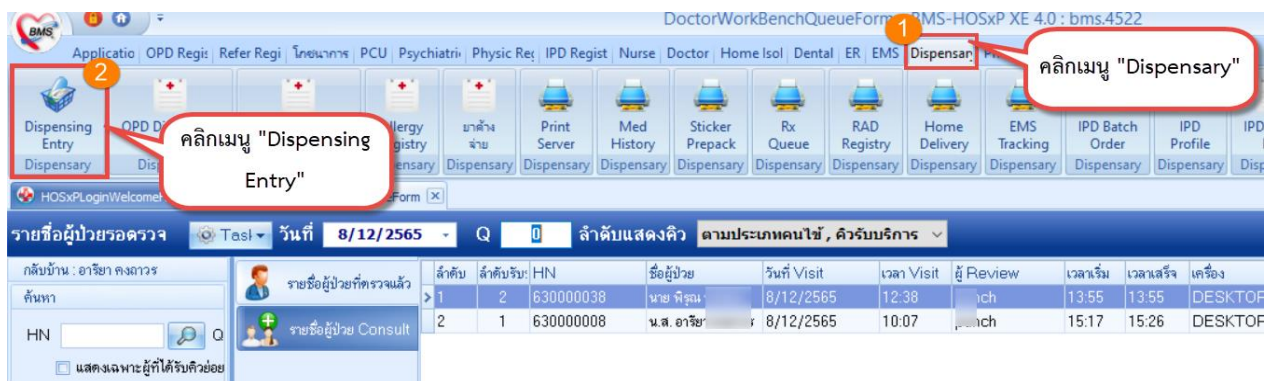 DoctorWorkBenchQueueForm BMS-HOSxP XE 4.0 : bms.4522
BMS
Applicatio OPD Regis Refer Regi โภชนาการ PCU Psychiatri Physic Reg IPD Regist Nurse Doctor Home Isol Dental ER EMS Dispensary
1
คลิกเมนู "Dispensary"
2
Dispensing Entry
คลิกเมนู "Dispensing
Entry"
ยาค้างจ่าย
Print Server
Med History
Sticker Prepack
Rx Queue
RAD Registry
Home Delivery
EMS Tracking
IPD Batch Order
IPD Profile
IPD
Dispensary Dispensary Dispensary Dispensary Dispensary Dispensary Dispensary Dispensary Dispensary Dispensary
รายชื่อผู้ป่วยรอตรวจ Task วันที่ 8/12/2565 Q 0 ลำดับแสดงคิว ตามประเภทคนไข้ , คิวรับบริการ
กลับบ้าน : อารียา คงถาวร
รายชื่อผู้ป่วยที่ตรวจแล้ว
ลำดับ ลำดับรับ HN ชื่อผู้ป่วย วันที่ Visit เวลา Visit ผู้ Review เวลาเริ่ม เวลาเสร็จ เครื่อง
ค้นหา
1 2 630000038 นาย พิรุณ 8/12/2565 12:38 13:55 13:55 DESKTOP
รายชื่อผู้ป่วย Consult
2 1 630000008 น.ส. อารียา 8/12/2565 10:07 15:17 15:26 DESKTOP
HN Q
แสดงเฉพาะผู้ที่ได้รับคิวย่อย